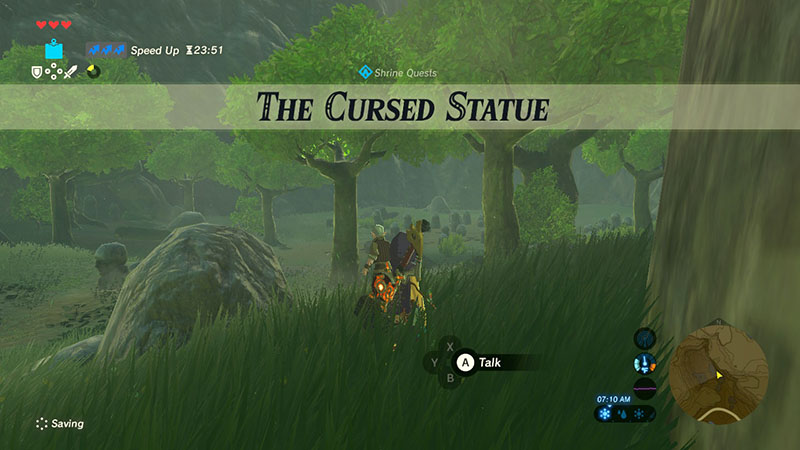 Speed Up 23:51
Shrine Quests
The Cursed Statue
X
Y
A Talk
B
N
07:10 AM
Saving